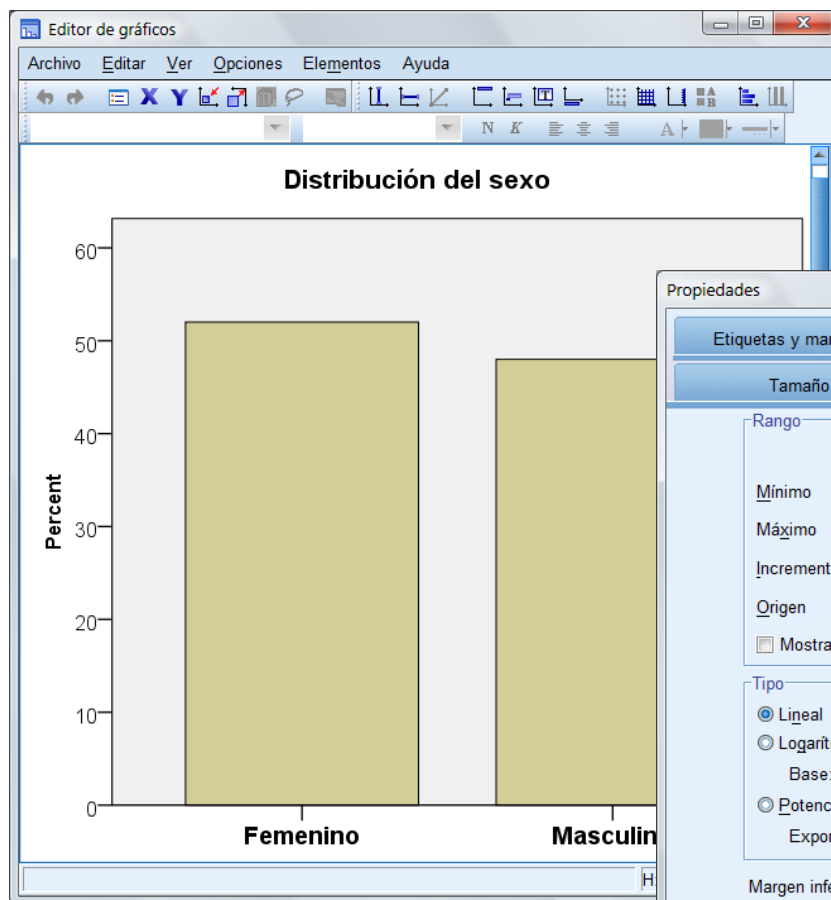 Editor de gráficos
Archivo Editar Ver Opciones Elementos Ayuda
N K A
Distribución del sexo
60
50
40
30
20
10
0
Percent
Femenino
Masculin
H:
Propiedades
Etiquetas y mar
Tamaño
Rango
Mínimo
Máximo
Increment
Origen
Mostra
Tipo
Lineal
Logarít
Base:
Potenc
Expor
Margen infe